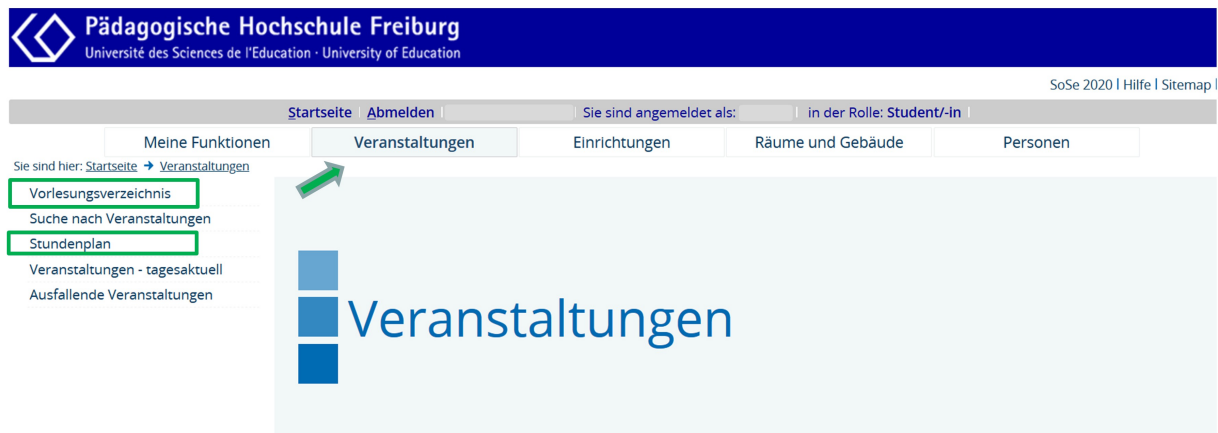 Pädagogische Hochschule Freiburg
Université des Sciences de l'Education · University of Education
SoSe 2020 | Hilfe | Sitemap |
Startseite | Abmelden | | Sie sind angemeldet als: | in der Rolle: Student/-in |
Meine Funktionen Veranstaltungen Einrichtungen Räume und Gebäude Personen
Sie sind hier: Startseite → Veranstaltungen
Vorlesungsverzeichnis
Suche nach Veranstaltungen
Stundenplan
Veranstaltungen - tagesaktuell
Ausfallende Veranstaltungen
Veranstaltungen